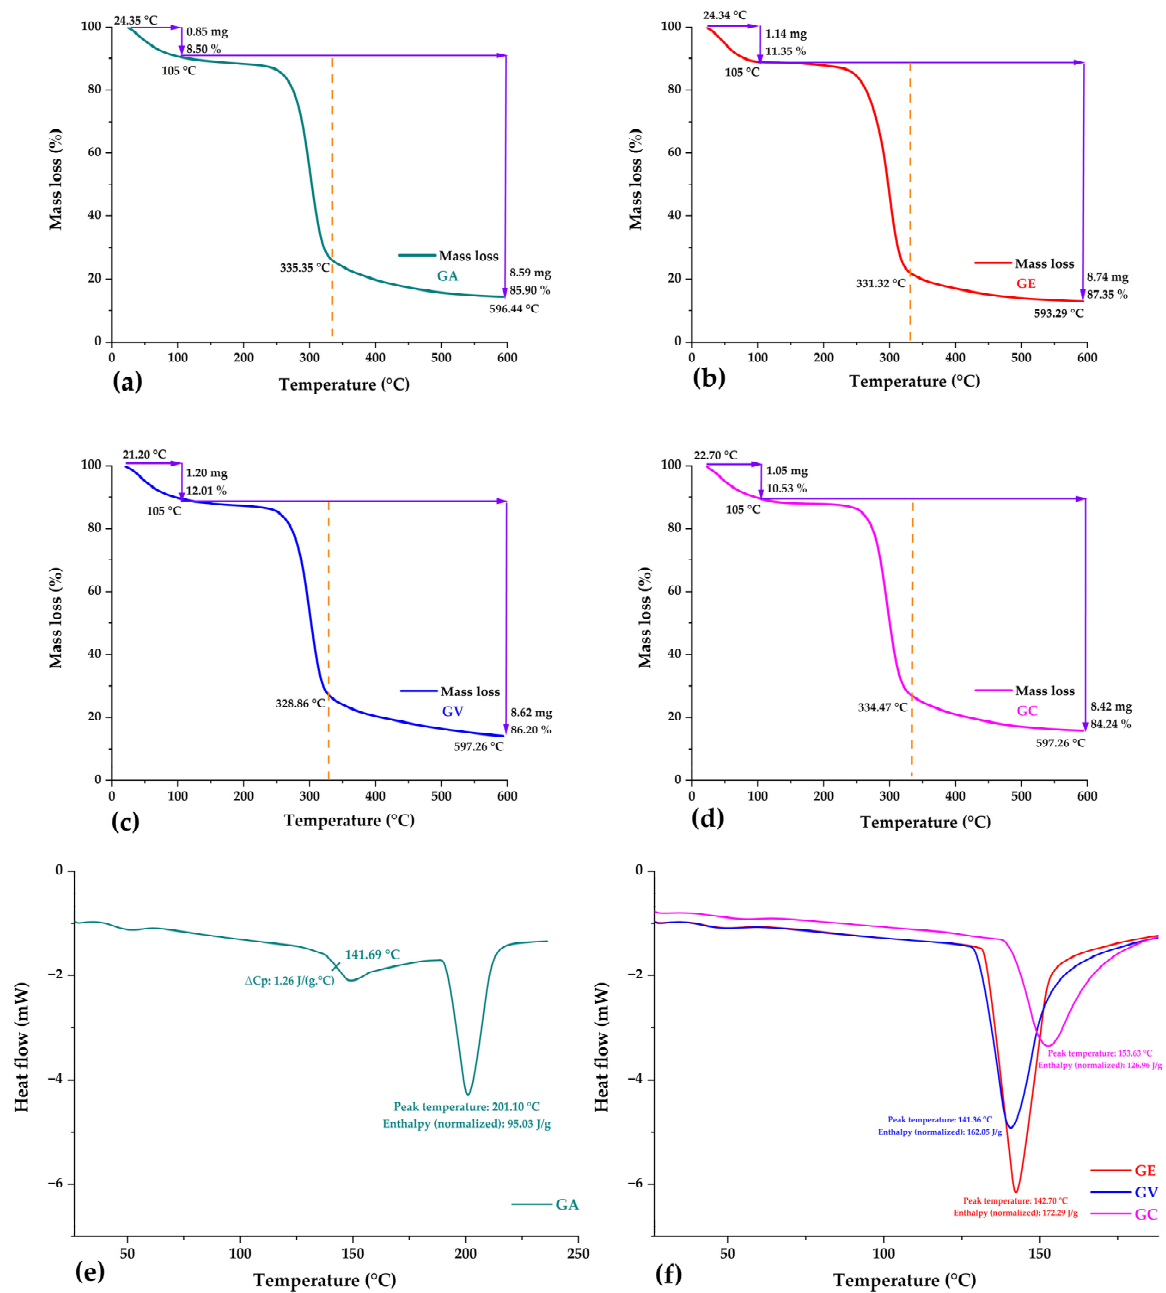 24.35 °C
0.85 mg
8.50 %
105 °C
335.35 °C
Mass loss
GA
8.59 mg
85.90 %
596.44 °C
100
80
60
40
20
0
Mass loss (%)
0 100 200 300 400 500 600
Temperature (°C)
(a)
24.34 °C
1.14 mg
11.35 %
105 °C
331.32 °C
Mass loss
GE
8.74 mg
87.35 %
593.29 °C
100
80
60
40
20
0
Mass loss (%)
0 100 200 300 400 500 600
Temperature (°C)
(b)
21.20 °C
1.20 mg
12.01 %
105 °C
328.86 °C
Mass loss
GV
8.62 mg
86.20 %
597.26 °C
100
80
60
40
20
0
Mass loss (%)
0 100 200 300 400 500 600
Temperature (°C)
(c)
22.70 °C
1.05 mg
10.53 %
105 °C
334.47 °C
Mass loss
GC
8.42 mg
84.24 %
597.26 °C
100
80
60
40
20
0
Mass loss (%)
0 100 200 300 400 500 600
Temperature (°C)
(d)
0
−2
−4
−6
Heat flow (mW)
141.69 °C
ΔCp: 1.26 J/(g.°C)
Peak temperature: 201.10 °C
Enthalpy (normalized): 95.03 J/g
GA
50 100 150 200 250
Temperature (°C)
(e)
0
−2
−4
−6
Heat flow (mW)
Peak temperature: 153.63 °C
Enthalpy (normalized): 126.96 J/g
Peak temperature: 141.36 °C
Enthalpy (normalized): 162.05 J/g
Peak temperature: 142.70 °C
Enthalpy (normalized): 172.29 J/g
GE
GV
GC
50 100 150
Temperature (°C)
(f)